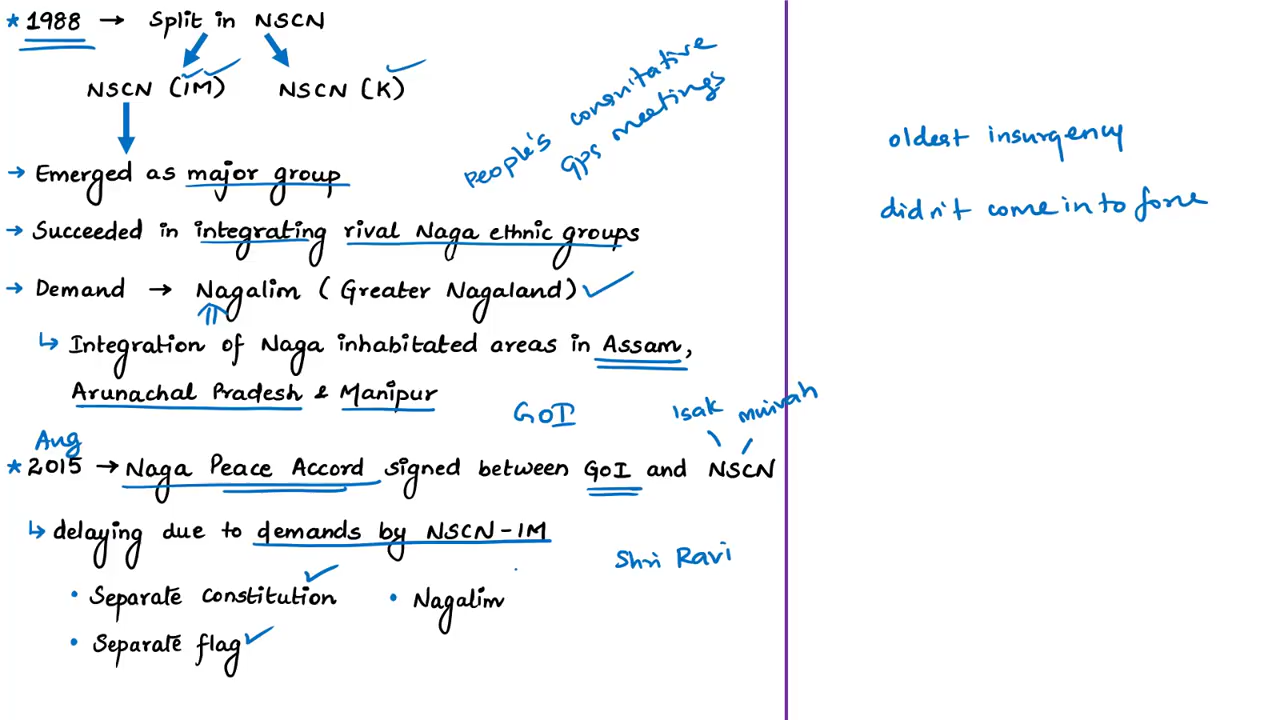 * 1988 → Split in NSCN
NSCN (IM) NSCN (K)
People's consultative
gps meetings
→ Emerged as major group
→ Succeeded in integrating rival Naga ethnic groups
→ Demand → Nagalim (Greater Nagaland)
↳ Integration of Naga inhabitated areas in Assam,
Arunachal Pradesh & Manipur
GOI
Isak muivah
Aug
* 2015 → Naga Peace Accord signed between GoI and NSCN
↳ delaying due to demands by NSCN-IM
Shri Ravi
• Separate constitution • Nagalim
• Separate flag
oldest insurgency
didn't come into force